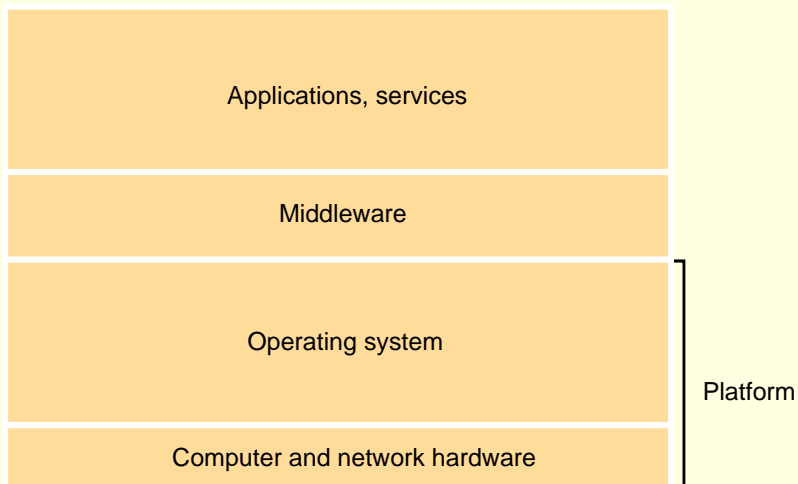 Applications, services
Middleware
Operating system
Platform
Computer and network hardware